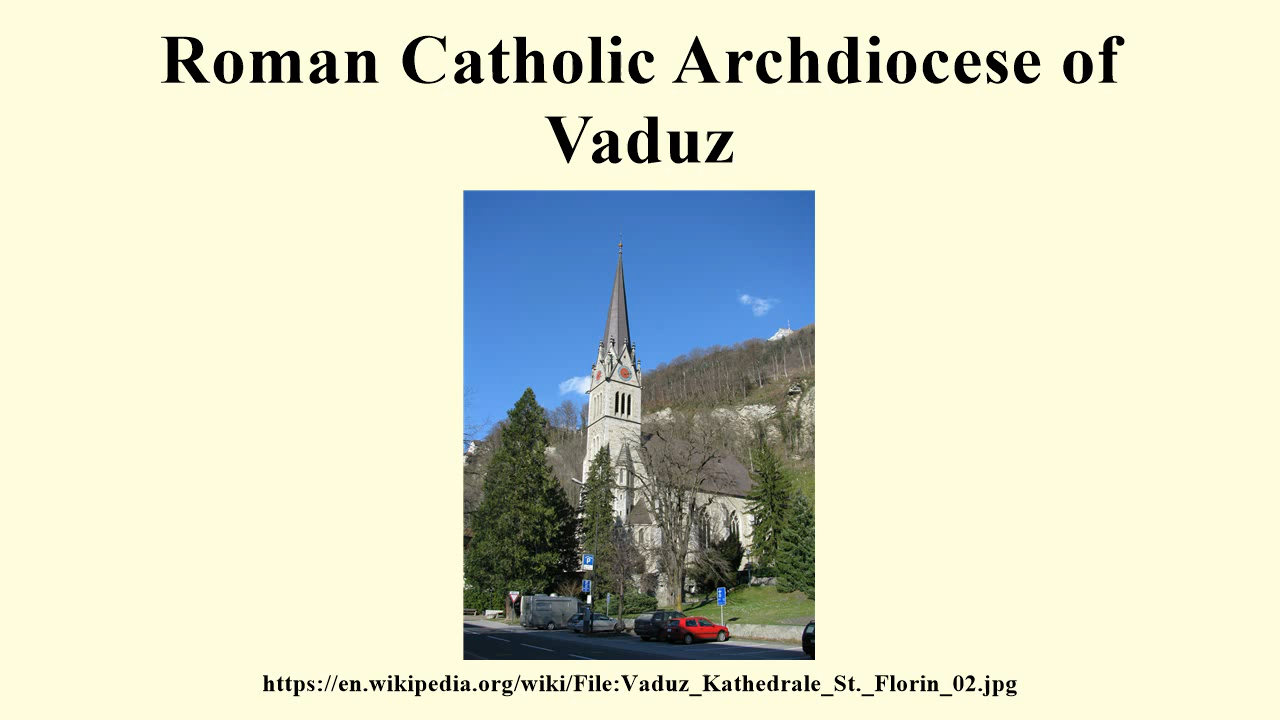 Roman Catholic Archdiocese of
Vaduz
P
https://en.wikipedia.org/wiki/File:Vaduz_Kathedrale_St._Florin_02.jpg